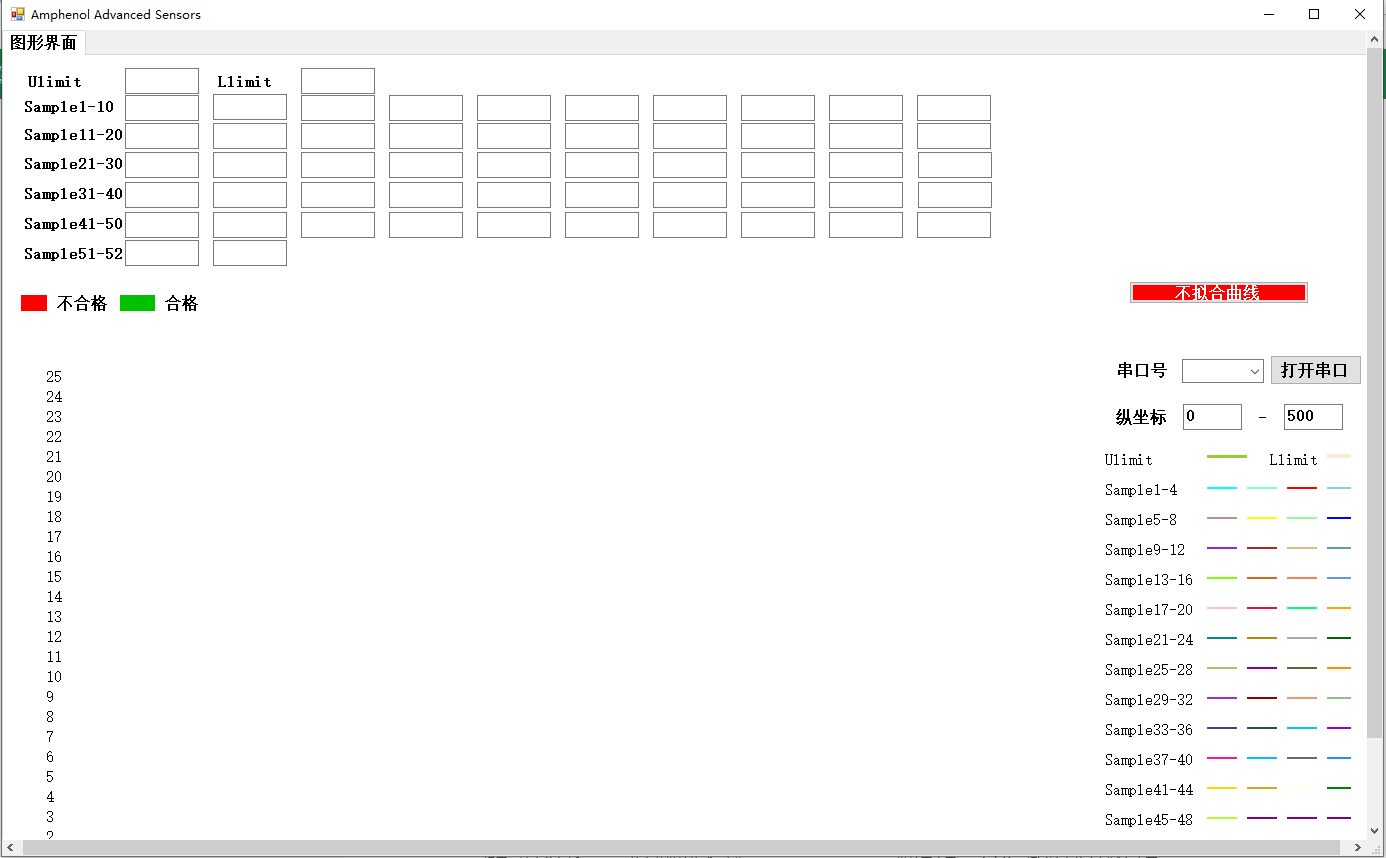 Amphenol Advanced Sensors
图形界面
Ulimit Llimit
Sample1-10
Sample11-20
Sample21-30
Sample31-40
Sample41-50
Sample51-52
不合格 合格
不拟合曲线
串口号 打开串口
纵坐标 0 - 500
25
24
23
22
21
20
19
18
17
16
15
14
13
12
11
10
9
8
7
6
5
4
3
2
Ulimit Llimit
Sample1-4
Sample5-8
Sample9-12
Sample13-16
Sample17-20
Sample21-24
Sample25-28
Sample29-32
Sample33-36
Sample37-40
Sample41-44
Sample45-48